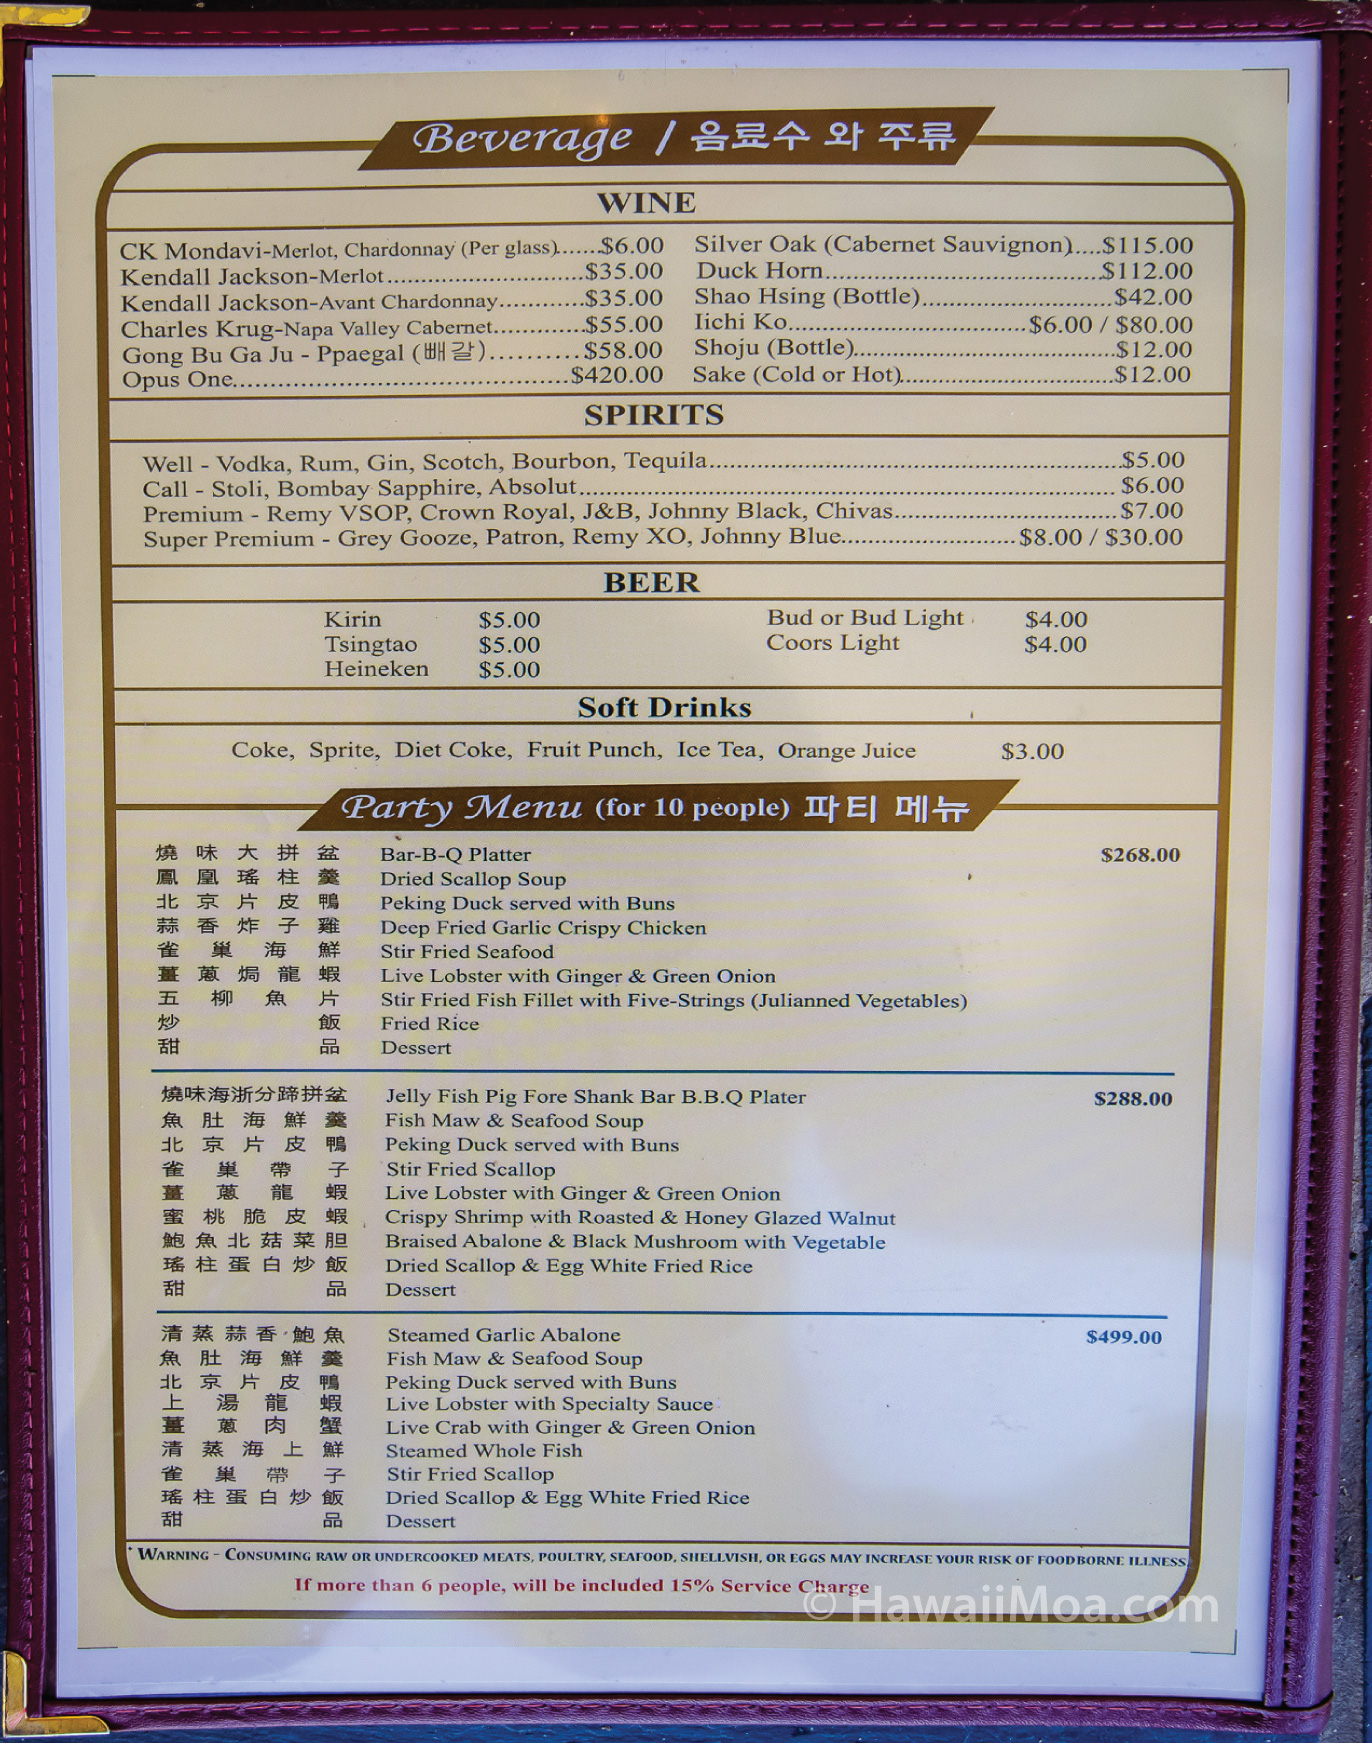 Beverage / 음료수 와 주류
WINE
CK Mondavi-Merlot, Chardonnay (Per glass)......$6.00
Kendall Jackson-Merlot..............................$35.00
Kendall Jackson-Avant Chardonnay............$35.00
Charles Krug-Napa Valley Cabernet.............$55.00
Gong Bu Ga Ju - Ppaegal (빼갈)..........$58.00
Opus One..............................................$420.00
Silver Oak (Cabernet Sauvignon)....$115.00
Duck Horn.....................................$112.00
Shao Hsing (Bottle)..........................$42.00
Iichi Ko..................................$6.00 / $80.00
Shoju (Bottle)....................................$12.00
Sake (Cold or Hot)..............................$12.00
SPIRITS
Well - Vodka, Rum, Gin, Scotch, Bourbon, Tequila..............................................................$5.00
Call - Stoli, Bombay Sapphire, Absolut................................................................................ $6.00
Premium - Remy VSOP, Crown Royal, J&B, Johnny Black, Chivas.................................$7.00
Super Premium - Grey Gooze, Patron, Remy XO, Johnny Blue.........................$8.00 / $30.00
BEER
Kirin $5.00
Tsingtao $5.00
Heineken $5.00
Bud or Bud Light $4.00
Coors Light $4.00
Soft Drinks
Coke, Sprite, Diet Coke, Fruit Punch, Ice Tea, Orange Juice $3.00
Party Menu (for 10 people) 파티 메뉴
燒味大拼盆 Bar-B-Q Platter $268.00
鳳凰瑤柱羹 Dried Scallop Soup
北京片皮鴨 Peking Duck served with Buns
蒜香炸子雞 Deep Fried Garlic Crispy Chicken
雀巢海鮮 Stir Fried Seafood
薑蔥焗龍蝦 Live Lobster with Ginger & Green Onion
五柳魚片 Stir Fried Fish Fillet with Five-Strings (Julianned Vegetables)
炒飯 Fried Rice
甜品 Dessert
燒味海浙分蹄拼盆 Jelly Fish Pig Fore Shank Bar B.B.Q Plater $288.00
魚肚海鮮羹 Fish Maw & Seafood Soup
北京片皮鴨 Peking Duck served with Buns
雀巢帶子 Stir Fried Scallop
薑蔥龍蝦 Live Lobster with Ginger & Green Onion
蜜桃脆皮蝦 Crispy Shrimp with Roasted & Honey Glazed Walnut
鮑魚北菇菜胆 Braised Abalone & Black Mushroom with Vegetable
瑤柱蛋白炒飯 Dried Scallop & Egg White Fried Rice
甜品 Dessert
清蒸蒜香鮑魚 Steamed Garlic Abalone $499.00
魚肚海鮮羹 Fish Maw & Seafood Soup
北京片皮鴨 Peking Duck served with Buns
上湯龍蝦 Live Lobster with Specialty Sauce
薑蔥肉蟹 Live Crab with Ginger & Green Onion
清蒸海上鮮 Steamed Whole Fish
雀巢帶子 Stir Fried Scallop
瑤柱蛋白炒飯 Dried Scallop & Egg White Fried Rice
甜品 Dessert
* WARNING - CONSUMING RAW OR UNDERCOOKED MEATS, POULTRY, SEAFOOD, SHELLVISH, OR EGGS MAY INCREASE YOUR RISK OF FOODBORNE ILLNESS.
If more than 6 people, will be included 15% Service Charge
© HawaiiMoa.com